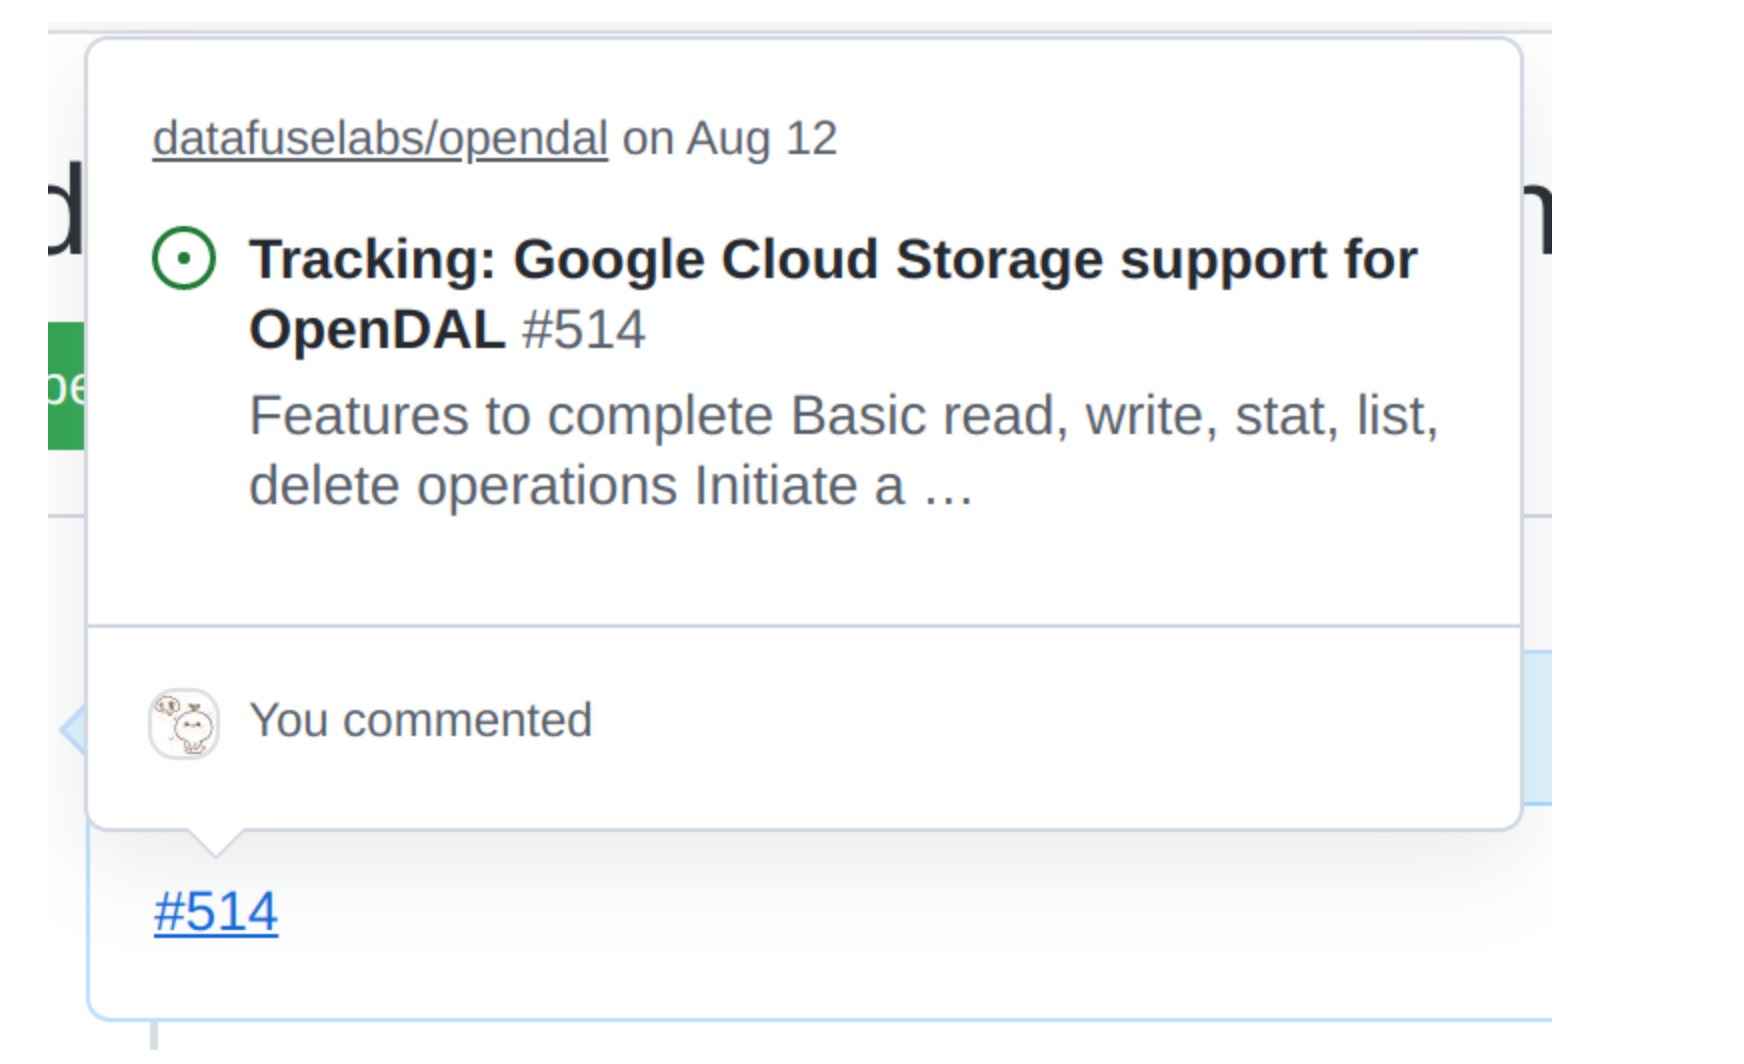 datafuselabs/opendal on Aug 12
Tracking: Google Cloud Storage support for
OpenDAL #514
Features to complete Basic read, write, stat, list,
delete operations Initiate a …
You commented
#514